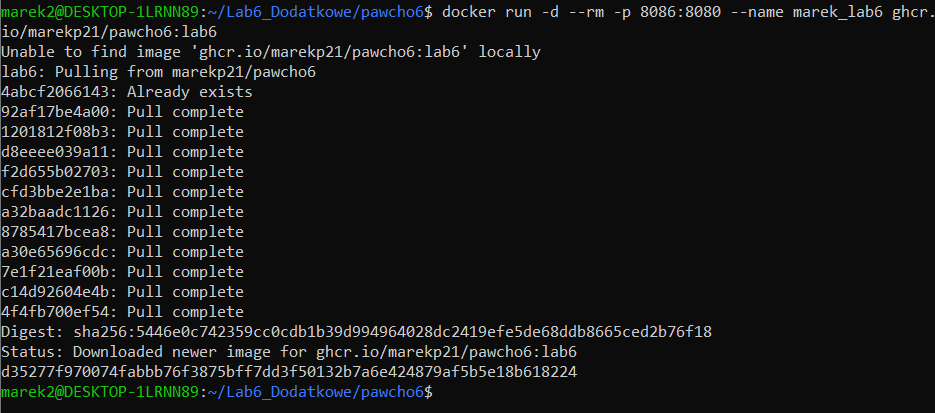 marek2@DESKTOP-1LRNN89:~/Lab6_Dodatkowe/pawcho6$ docker run -d --rm -p 8086:8080 --name marek_lab6 ghcr.
io/marekp21/pawcho6:lab6
Unable to find image 'ghcr.io/marekp21/pawcho6:lab6' locally
lab6: Pulling from marekp21/pawcho6
4abcf2066143: Already exists
92af17be4a00: Pull complete
1201812f08b3: Pull complete
d8eeee039a11: Pull complete
f2d655b02703: Pull complete
cfd3bbe2e1ba: Pull complete
a32baadc1126: Pull complete
8785417bcea8: Pull complete
a30e65696cdc: Pull complete
7e1f21eaf00b: Pull complete
c14d92604e4b: Pull complete
4f4fb700ef54: Pull complete
Digest: sha256:5446e0c742359cc0cdb1b39d994964028dc2419efe5de68ddb8665ced2b76f18
Status: Downloaded newer image for ghcr.io/marekp21/pawcho6:lab6
d35277f970074fabbb76f3875bff7dd3f50132b7a6e424879af5b5e18b618224
marek2@DESKTOP-1LRNN89:~/Lab6_Dodatkowe/pawcho6$